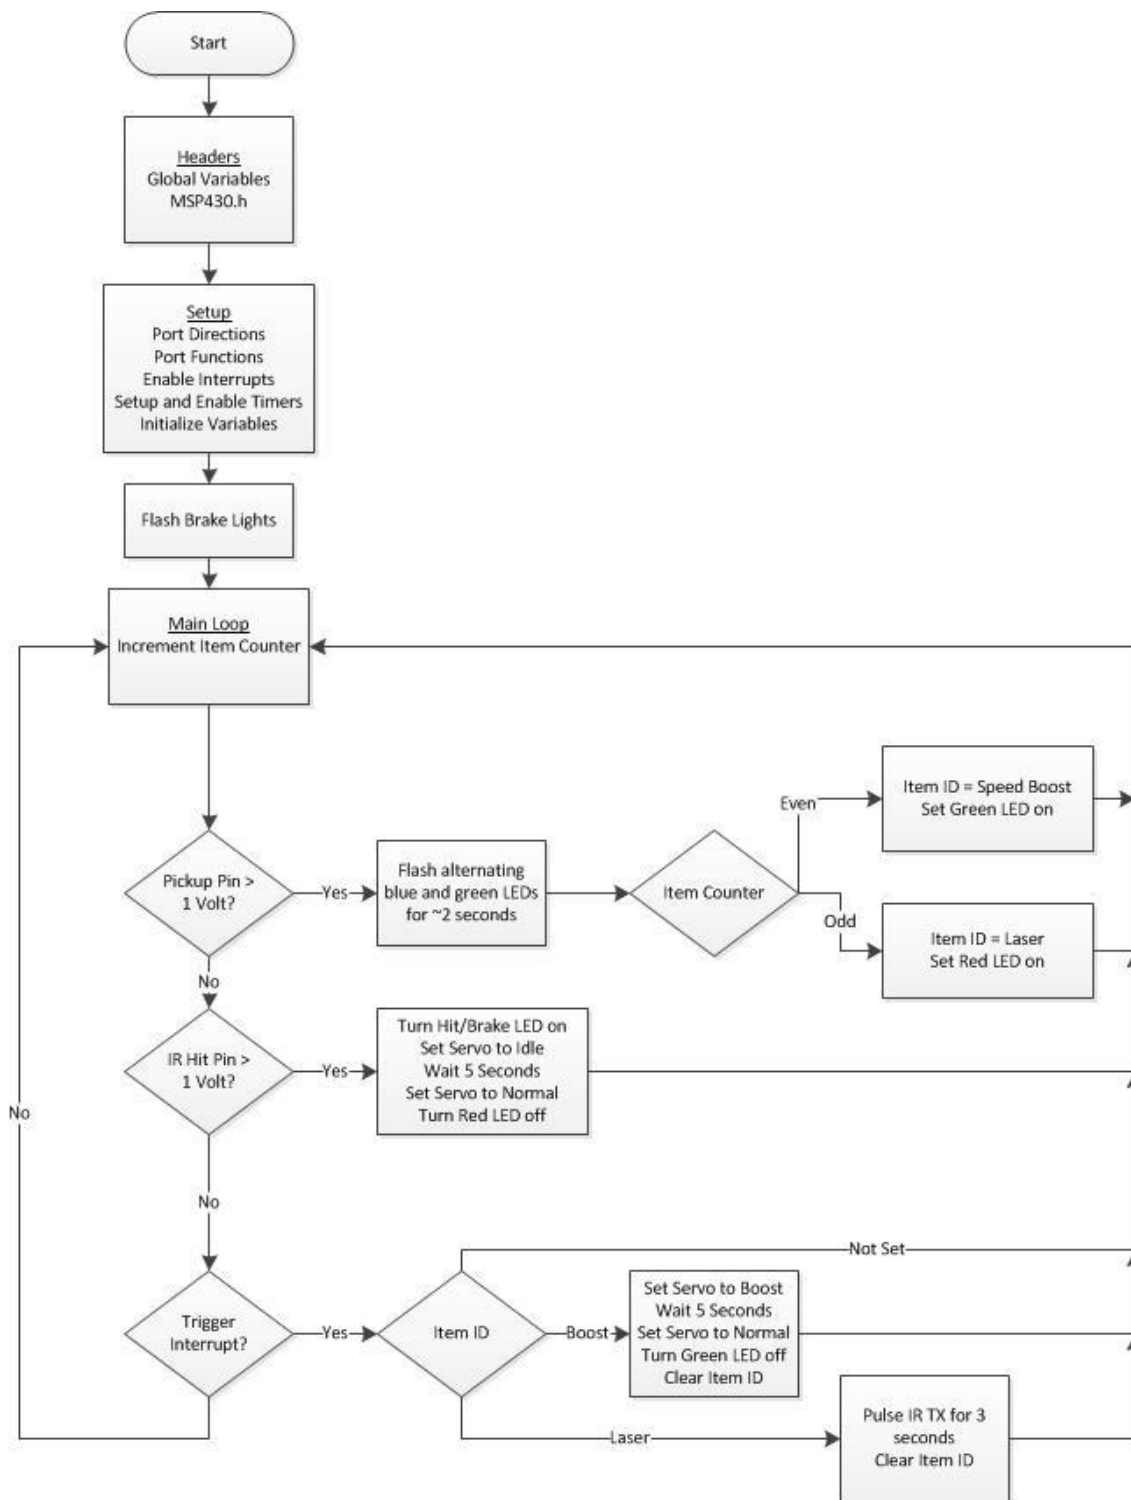 Start
Headers
Global Variables
MSP430.h
Setup
Port Directions
Port Functions
Enable Interrupts
Setup and Enable Timers
Initialize Variables
Flash Brake Lights
Main Loop
Increment Item Counter
Pickup Pin >
1 Volt?
Yes
Flash alternating
blue and green LEDs
for ~2 seconds
Item Counter
Even
Item ID = Speed Boost
Set Green LED on
Odd
Item ID = Laser
Set Red LED on
No
IR Hit Pin >
1 Volt?
Yes
Turn Hit/Brake LED on
Set Servo to Idle
Wait 5 Seconds
Set Servo to Normal
Turn Red LED off
No
No
Trigger
Interrupt?
Yes
Item ID
Not Set
Boost
Set Servo to Boost
Wait 5 Seconds
Set Servo to Normal
Turn Green LED off
Clear Item ID
Laser
Pulse IR TX for 3
seconds
Clear Item ID